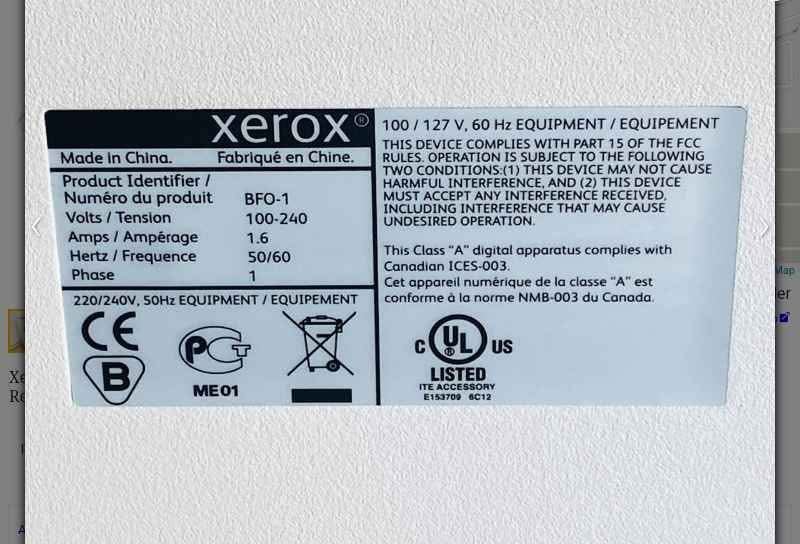 xerox®
Made in China. Fabriqué en Chine.
Product Identifier /
Numéro du produit BFO-1
Volts / Tension 100-240
Amps / Ampérage 1.6
Hertz / Frequence 50/60
Phase 1
220/240V, 50Hz EQUIPMENT / EQUIPEMENT
CE
B
PCT
ME01
100 / 127 V, 60 Hz EQUIPMENT / EQUIPEMENT
THIS DEVICE COMPLIES WITH PART 15 OF THE FCC
RULES. OPERATION IS SUBJECT TO THE FOLLOWING
TWO CONDITIONS:(1) THIS DEVICE MAY NOT CAUSE
HARMFUL INTERFERENCE, AND (2) THIS DEVICE
MUST ACCEPT ANY INTERFERENCE RECEIVED,
INCLUDING INTERFERENCE THAT MAY CAUSE
UNDESIRED OPERATION.
This Class “A” digital apparatus complies with
Canadian ICES-003.
Cet appareil numérique de la classe “A” est
conforme à la norme NMB-003 du Canada.
C UL® US
LISTED
ITE ACCESSORY
E153709 6C12
Map